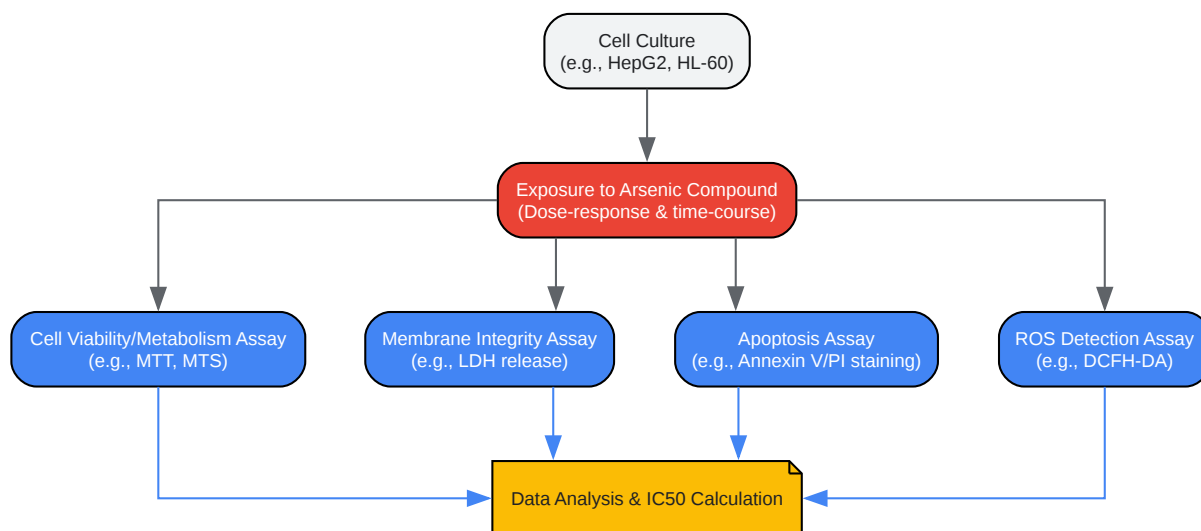 Cell Culture
(e.g., HepG2, HL-60)
Exposure to Arsenic Compound
(Dose-response & time-course)
Cell Viability/Metabolism Assay
(e.g., MTT, MTS)
Membrane Integrity Assay
(e.g., LDH release)
Apoptosis Assay
(e.g., Annexin V/PI staining)
ROS Detection Assay
(e.g., DCFH-DA)
Data Analysis & IC50 Calculation